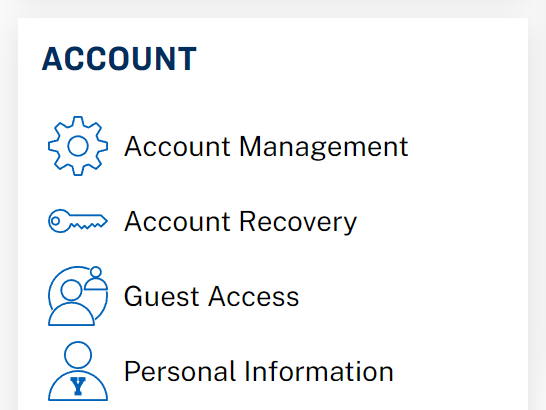 ACCOUNT
Account Management
Account Recovery
Guest Access
Y
Personal Information